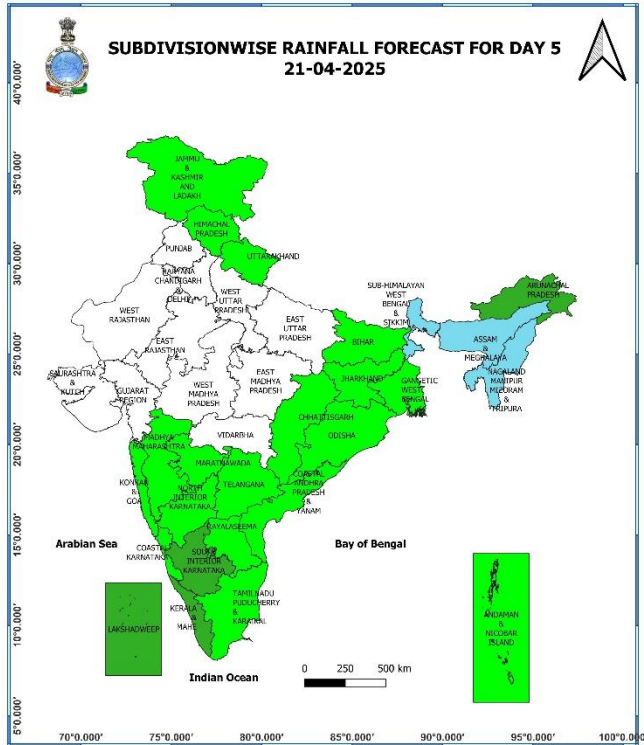 SUBDIVISIONWISE RAINFALL FORECAST FOR DAY 5
21-04-2025
40°0.000'
35°0.000'
30°0.000'
25°0.000'
20°0.000'
15°0.000'
10°0.000'
5°0.000'
JAMMU
&
KASHMIR
AND
LADAKH
HIMACHAL
PRADESH
UTTARAKHAND
PUNJAB
CHANDIGARH
&
DELHI
WEST
UTTAR
PRADESH
WEST
RAJASTHAN
EAST
RAJASTHAN
EAST
UTTAR
PRADESH
SUB-HIMALAYAN
WEST
BENGAL
&
SIKKIM
ARUNACHAL
PRADESH
ASSAM
&
MEGHALAYA
NAGALAND
MANIPUR
MIZORAM
&
TRIPURA
BIHAR
JHARKHAND
GANGETIC
WEST
BENGAL
SAURASHTRA
&
KUTCH
GUJARAT
REGION
WEST
MADHYA
PRADESH
EAST
MADHYA
PRADESH
CHHATTISGARH
ODISHA
VIDARBHA
MADHYA
MAHARASHTRA
MARATHAWADA
KONKAN
&
GOA
NORTH
INTERIOR
KARNATAKA
TELANGANA
COASTAL
ANDHRA
PRADESH
&
YANAM
RAYALASEEMA
COASTAL
KARNATAKA
SOUTH
INTERIOR
KARNATAKA
TAMILNADU
PUDUCHERRY
&
KARAIKAL
KERALA
&
MAHE
LAKSHADWEEP
ANDAMAN
&
NICOBAR
ISLAND
Arabian Sea
Bay of Bengal
Indian Ocean
0 250 500 km
70°0.000' 75°0.000' 80°0.000' 85°0.000' 90°0.000' 95°0.000' 100°0.000'